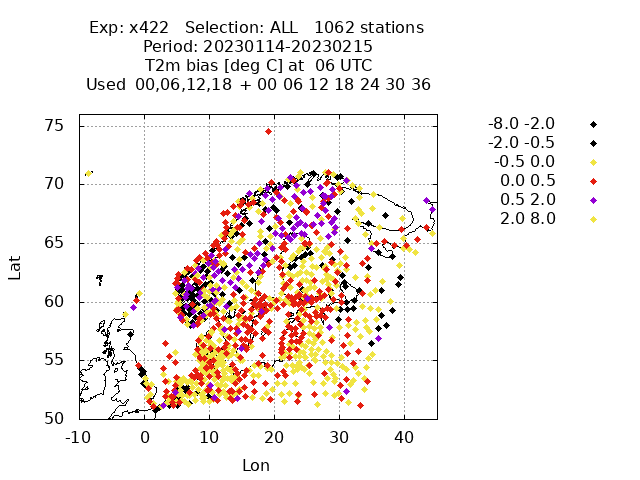 Exp: x422   Selection: ALL   1062 stations
Period: 20230114-20230215
T2m bias [deg C] at  06 UTC
Used  00,06,12,18  + 00 06 12 18 24 30 36
75
70
65
60
55
50
-10 0 10 20 30 40
Lat
Lon
-8.0 -2.0
-2.0 -0.5
-0.5 0.0
0.0 0.5
0.5 2.0
2.0 8.0